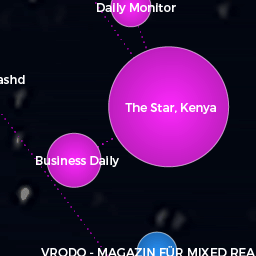 Daily Monitor
ashd
The Star, Kenya
Business Daily
VRODO - MAGAZIN FÜR MIXED REA